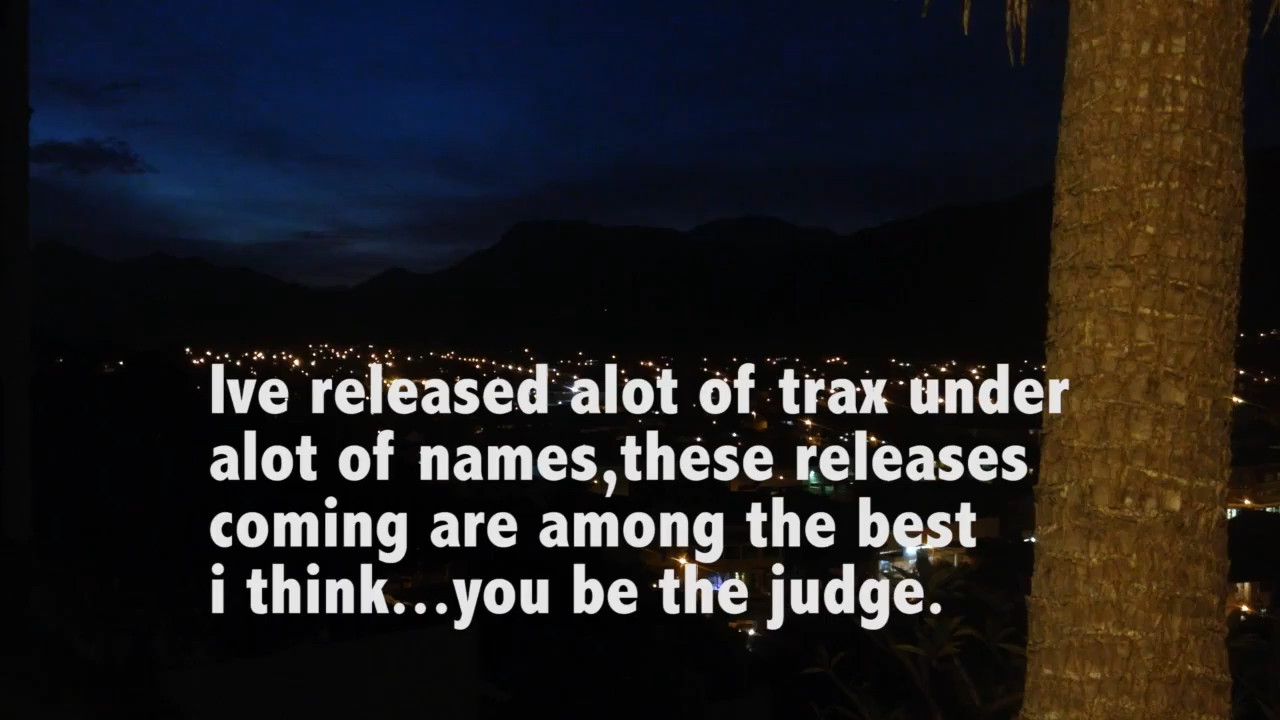 Ive released alot of trax under
alot of names,these releases
coming are among the best
i think...you be the judge.